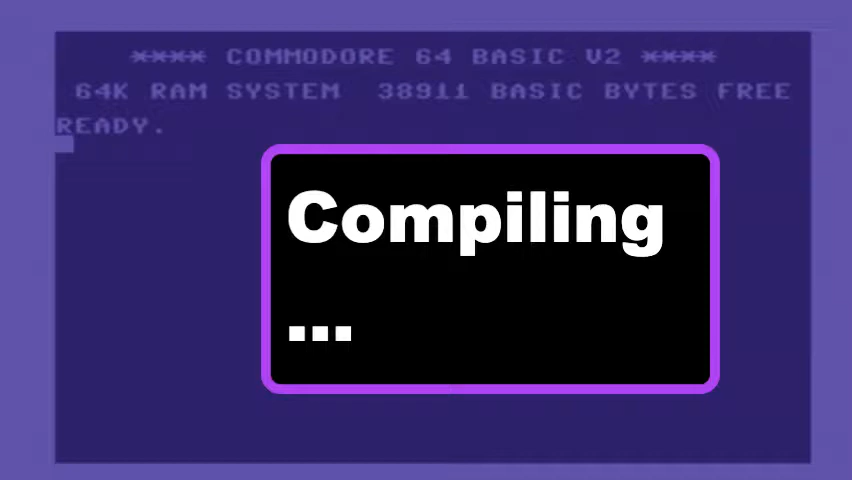 **** COMMODORE 64 BASIC V2 ****
64K RAM SYSTEM 38911 BASIC BYTES FREE
READY.
Compiling
...